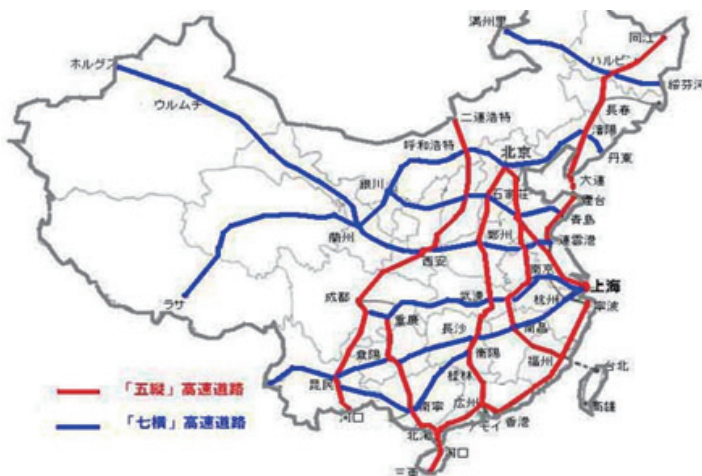 満州里
同江
ハルビン
綏芬河
ホルゴス
ウルムチ
長春
瀋陽
二連浩特
呼和浩特
北京
丹東
大連
銀川
石家荘
煙台
青島
蘭州
鄭州
連雲港
西安
南京
上海
成都
武漢
杭州
寧波
ラサ
重慶
長沙
南昌
貴陽
衡陽
福州
台北
昆明
桂林
「五縦」高速道路
河口
南寧
広州
香港
高雄
「七横」高速道路
北海
アモイ
海口
三亜